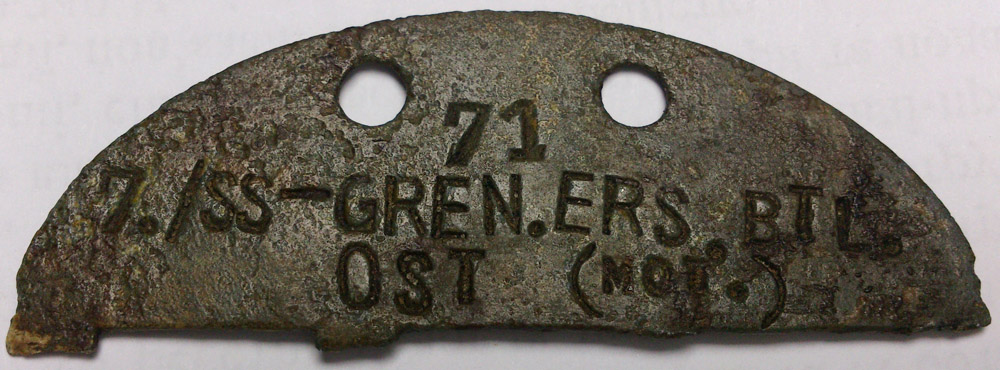 71
7./SS-GREN.ERS.BTL.
OST (MOT.)